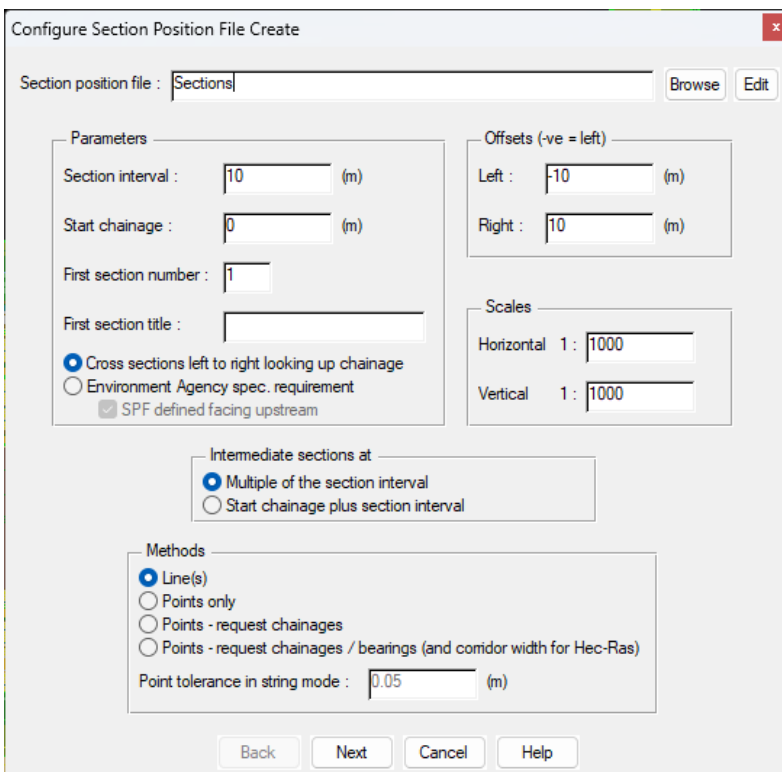 Configure Section Position File Create
x
Section position file : Sections Browse Edit
Parameters
Section interval : 10 (m)
Start chainage : 0 (m)
First section number : 1
First section title :
Cross sections left to right looking up chainage
Environment Agency spec. requirement
SPF defined facing upstream
Offsets (-ve = left)
Left : -10 (m)
Right : 10 (m)
Scales
Horizontal 1 : 1000
Vertical 1 : 1000
Intermediate sections at
Multiple of the section interval
Start chainage plus section interval
Methods
Line(s)
Points only
Points - request chainages
Points - request chainages / bearings (and corridor width for Hec-Ras)
Point tolerance in string mode : 0.05 (m)
Back Next Cancel Help